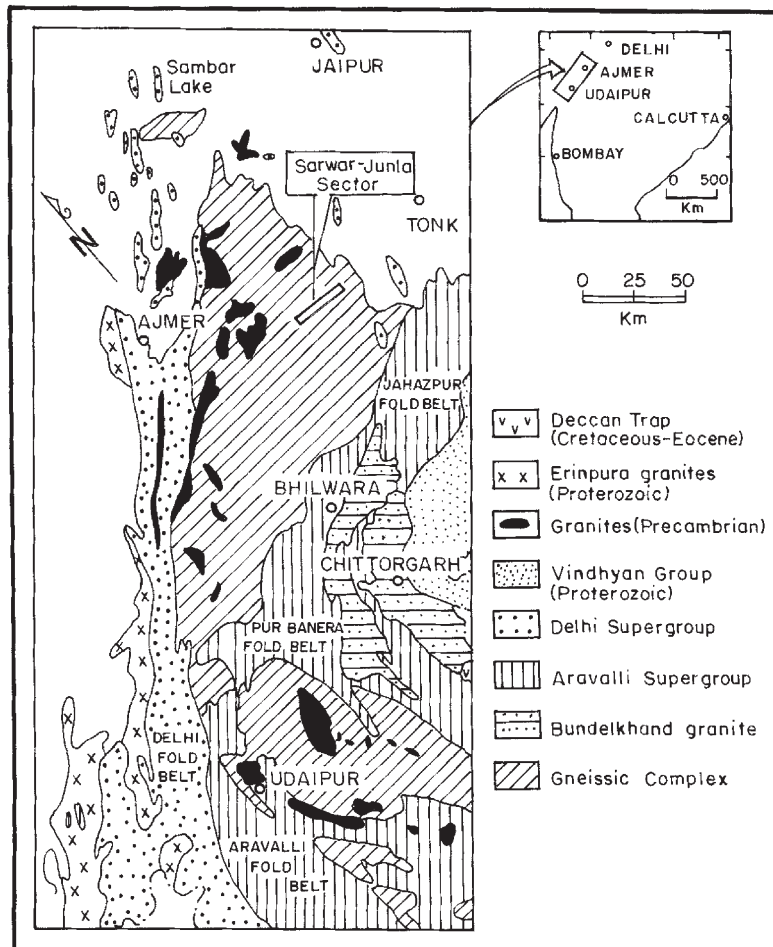 Sambar
Lake
JAIPUR
Sarwar-Junia
Sector
TONK
N
AJMER
JAHAZPUR
FOLD BELT
BHILWARA
CHITTORGARH
PUR BANERA
FOLD BELT
DELHI
FOLD
BELT
UDAIPUR
ARAVALLI
FOLD
BELT
DELHI
AJMER
UDAIPUR
CALCUTTA
BOMBAY
0 500
Km
0 25 50
Km
Deccan Trap
(Cretaceous-Eocene)
Erinpura granites
(Proterozoic)
Granites(Precambrian)
Vindhyan Group
(Proterozoic)
Delhi Supergroup
Aravalli Supergroup
Bundelkhand granite
Gneissic Complex